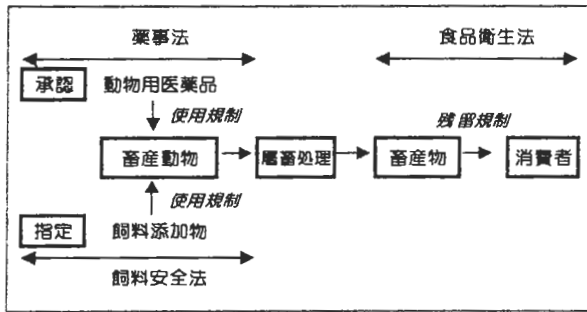 薬事法 食品衛生法
承認 動物用医薬品
使用規制 残留規制
畜産動物 屠畜処理 畜産物 消費者
使用規制
指定 飼料添加物
飼料安全法